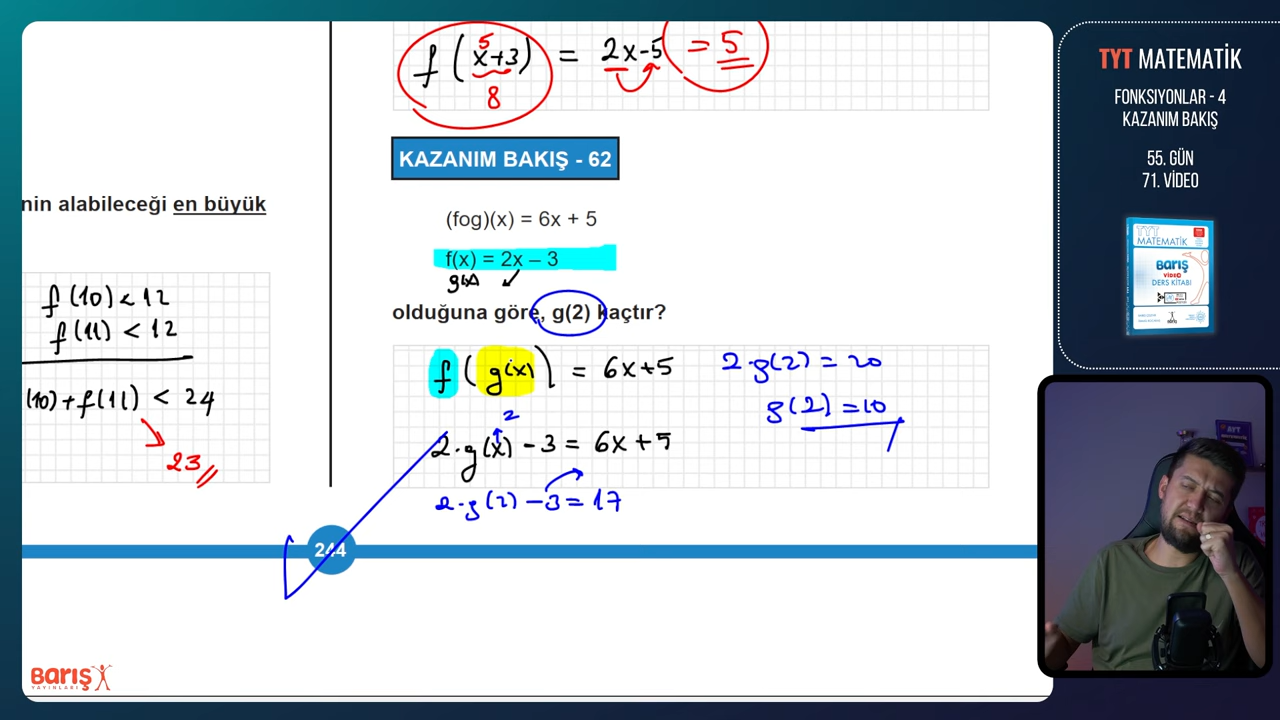 f(x+3) = 2x-5 = 5
5
8
KAZANIM BAKIŞ - 62
(fog)(x) = 6x + 5
f(x) = 2x – 3
g(x)
olduğuna göre, g(2) kaçtır?
f(g(x)) = 6x+5
2
2·g(x) - 3 = 6x+5
2·g(2) - 3 = 17
2·g(2) = 20
g(2) = 10
nin alabileceği en büyük
f(10) < 12
f(11) < 12
(10)+f(11) < 24
23
244
BARIŞ
YAYINLARI
TYT MATEMATİK
FONKSIYONLAR - 4
KAZANIM BAKIŞ
55. GÜN
71. VİDEO
TYT
MATEMATİK
BARIŞ
VİDEO
DERS KİTABI